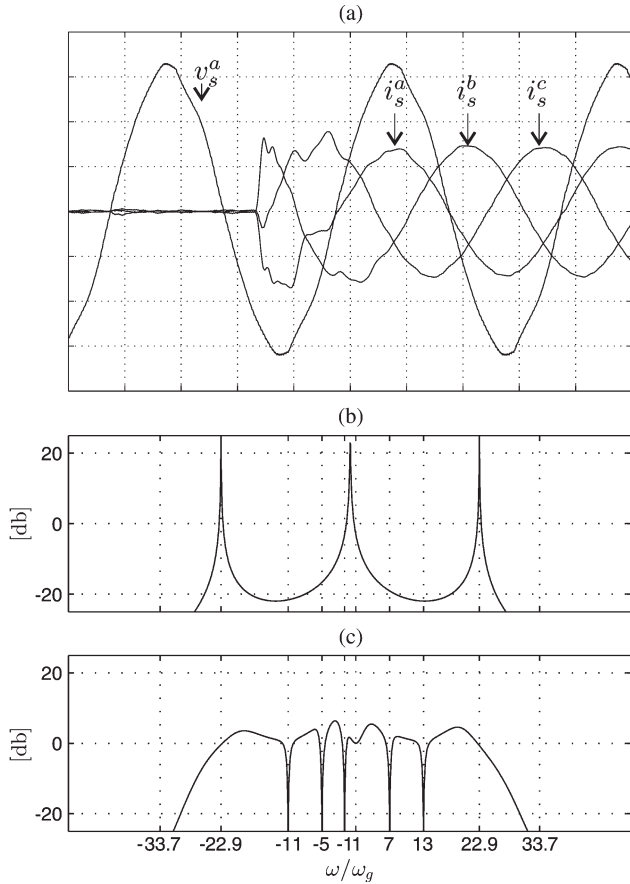 (a)
v_s^a
i_s^a i_s^b i_s^c
(b)
20
0
-20
[db]
(c)
20
0
-20
[db]
-33.7 -22.9 -11 -5 -11 7 13 22.9 33.7
ω/ω_g